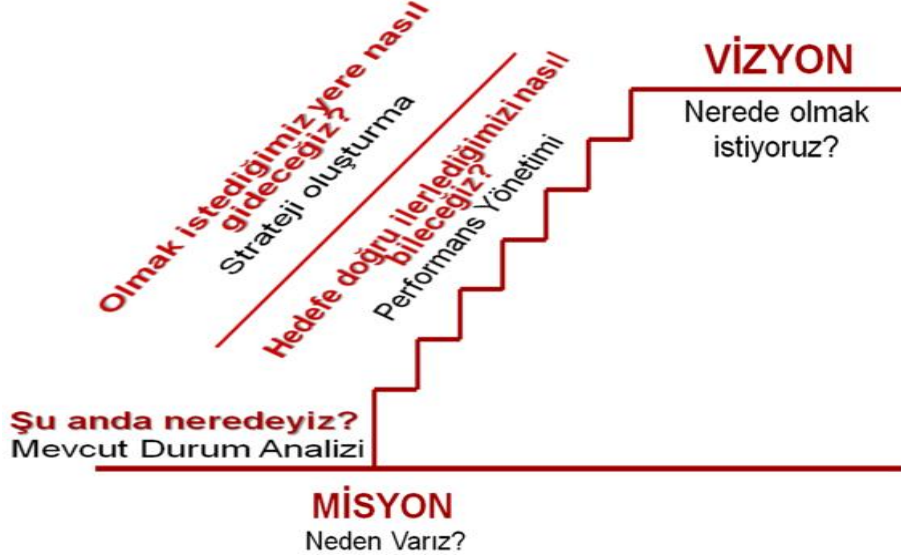 Olmak istediğimiz yere nasıl
gideceğiz?
Strateji oluşturma
Hedefe doğru ilerlediğimizi nasıl
bileceğiz?
Performans Yönetimi
VİZYON
Nerede olmak
istiyoruz?
Şu anda neredeyiz?
Mevcut Durum Analizi
MİSYON
Neden Varız?